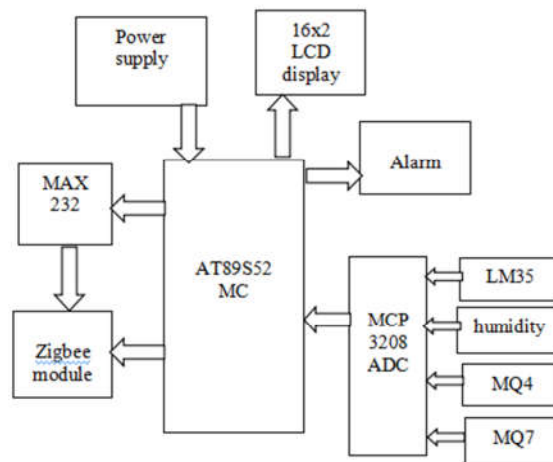 Power
supply
16x2
LCD
display
Alarm
MAX
232
AT89S52
MC
MCP
3208
ADC
LM35
humidity
MQ4
MQ7
Zigbee
module